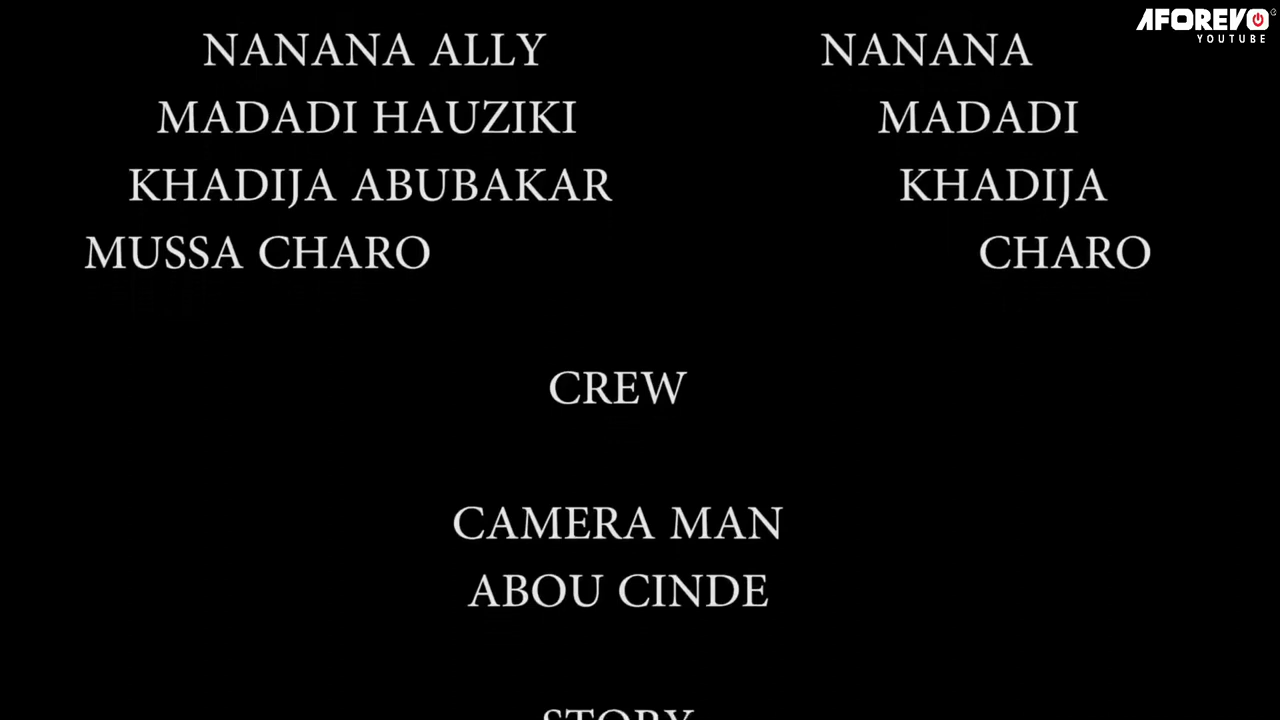 AFOREVO
YOUTUBE
NANANA ALLY NANANA
MADADI HAUZIKI MADADI
KHADIJA ABUBAKAR KHADIJA
MUSSA CHARO CHARO
CREW
CAMERA MAN
ABOU CINDE
STORY